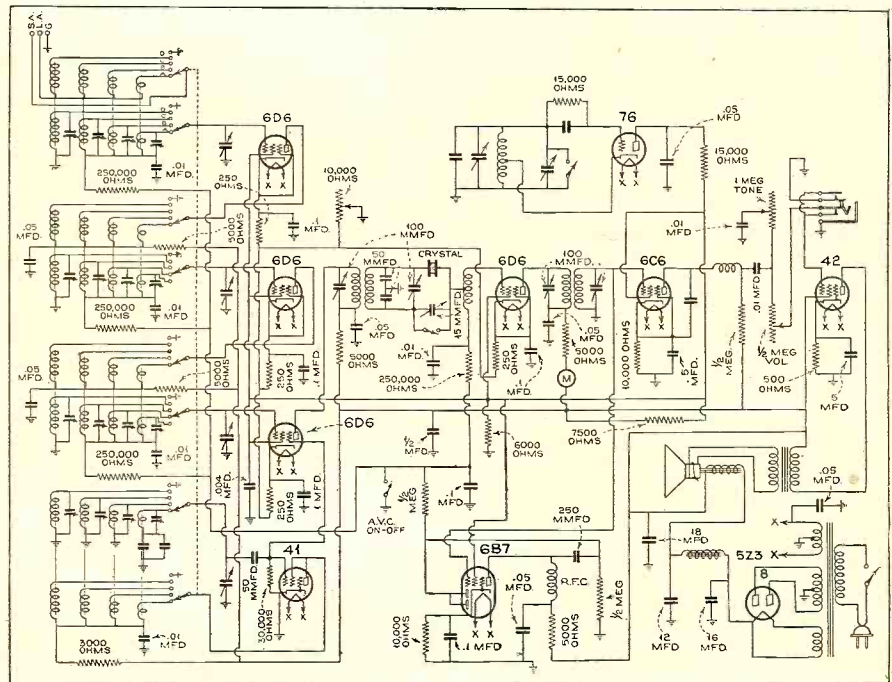 S.A.
L.A.
G
250,000 OHMS
.01 MFD.
6D6
250 OHMS
10,000 OHMS
.1 MFD.
.05 MFD.
5000 OHMS
250,000 OHMS
.01 MFD.
6D6
250 OHMS
.1 MFD.
.05 MFD.
5000 OHMS
250,000 OHMS
.01 MFD.
6D6
250 OHMS
.1 MFD.
.004 MFD.
50 MMFD
30,000 OHMS
41
3000 OHMS
.01 MFD
100 MMFD
50 MMFD
CRYSTAL
15 MMFD.
.05 MFD.
5000 OHMS
.01 MFD.
250,000 OHMS
6D6
250 OHMS
.1 MFD.
100 MMFD.
.05 MFD
5000 OHMS
M
6000 OHMS
7500 OHMS
1/2 MFD.
A.V.C. ON-OFF
1/2 MEG
.1 MFD.
6B7
10,000 OHMS
.1 MFD
.05 MFD.
250 MMFD
R.F.C.
5000 OHMS
1/2 MEG
15,000 OHMS
76
.05 MFD
15,000 OHMS
6C6
10,000 OHMS
.5 MFD.
1/2 MEG.
.01 MFD
1 MEG TONE
.01 MFD
1/2 MEG VOL
42
500 OHMS
5 MFD
18 MFD
12 MFD
16 MFD.
.05 MFD.
5Z3
8
X
X